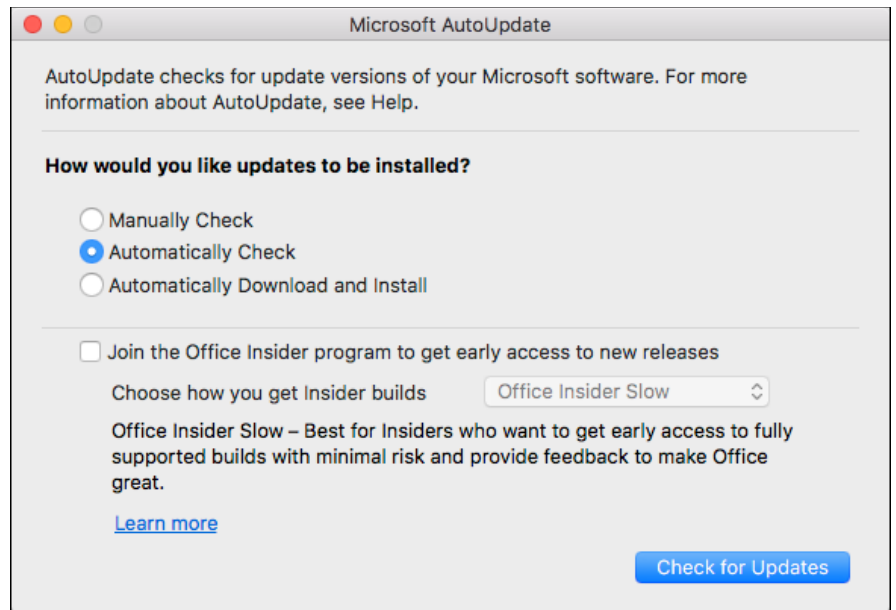 Microsoft AutoUpdate
AutoUpdate checks for update versions of your Microsoft software. For more
information about AutoUpdate, see Help.
How would you like updates to be installed?
Manually Check
Automatically Check
Automatically Download and Install
Join the Office Insider program to get early access to new releases
Choose how you get Insider builds Office Insider Slow
Office Insider Slow – Best for Insiders who want to get early access to fully
supported builds with minimal risk and provide feedback to make Office
great.
Learn more
Check for Updates